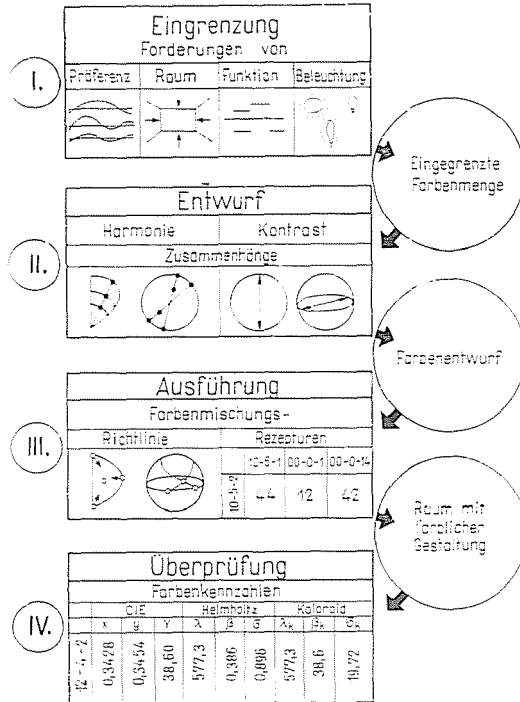 I.
Eingrenzung
Forderungen von
Präferenz Raum Funktion Beleuchtung
Eingegrenzte
Farbenmenge
II.
Entwurf
Harmonie Kontrast
Zusammenhänge
Farbenentwurf
III.
Ausführung
Farbenmischungs-
Richtlinie Rezepturen
10-5-1 00-0-1 00-0-14
10-5-2 44 12 42
Raum mit
farblicher
Gestaltung
IV.
Überprüfung
Farbenkennzahlen
CIE Helmholtz Koloroid
x y Y λ β σ λ
12-4-2 0,3428 0,3454 38,60 577,3 0,386 0,896 577,3 38,6 19,72